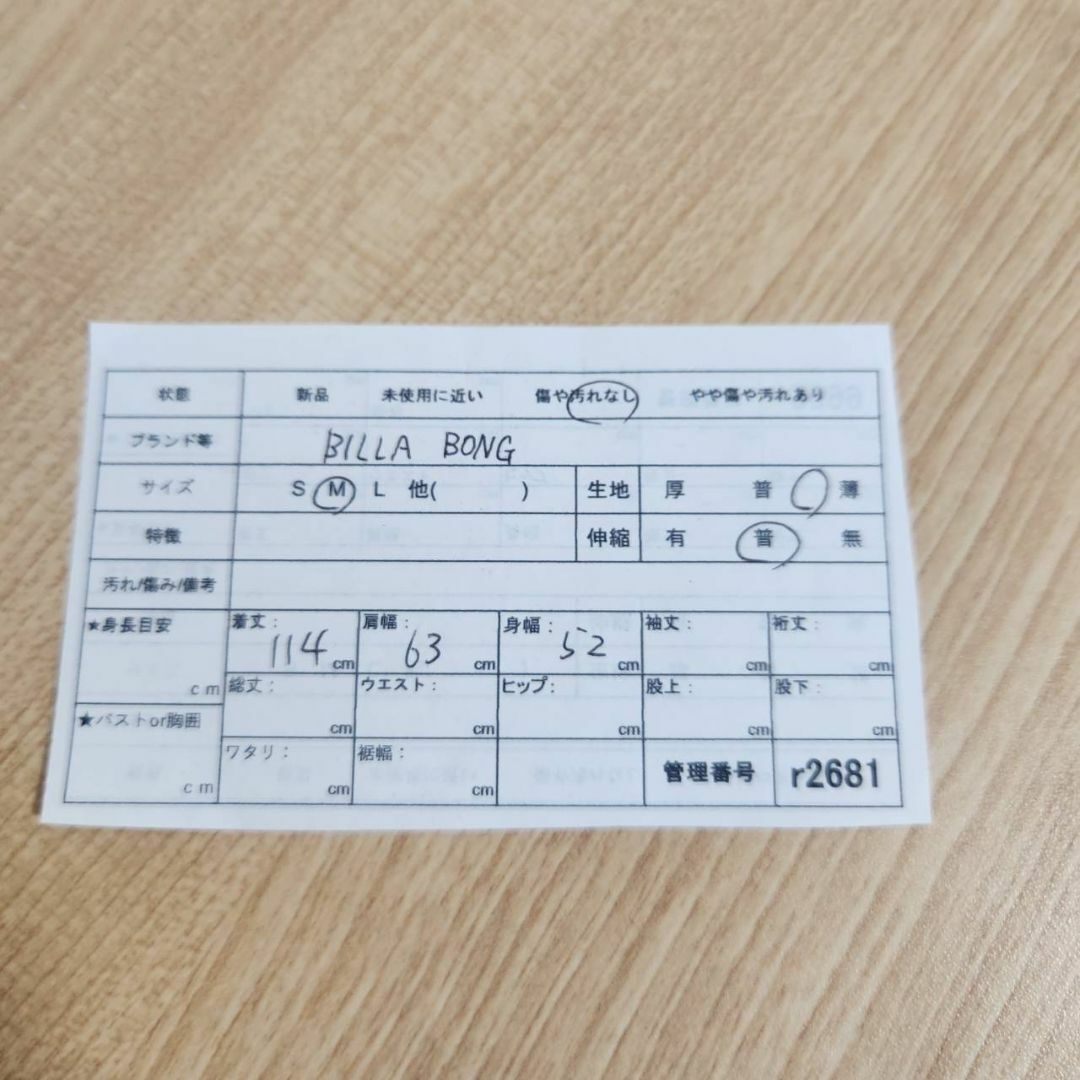 状態 新品 未使用に近い 傷や汚れなし やや傷や汚れあり
ブランド等 BILLA BONG
サイズ S M L 他( ) 生地 厚 普 薄
特徴 伸縮 有 普 無
汚れ/傷み/備考
★身長目安 cm
着丈: 114 cm 肩幅: 63 cm 身幅: 52 cm 袖丈: cm 裄丈: cm
総丈: cm ウエスト: cm ヒップ: cm 股上: cm 股下: cm
★バストor胸囲 cm
ワタリ: cm 裾幅: cm 管理番号 r2681